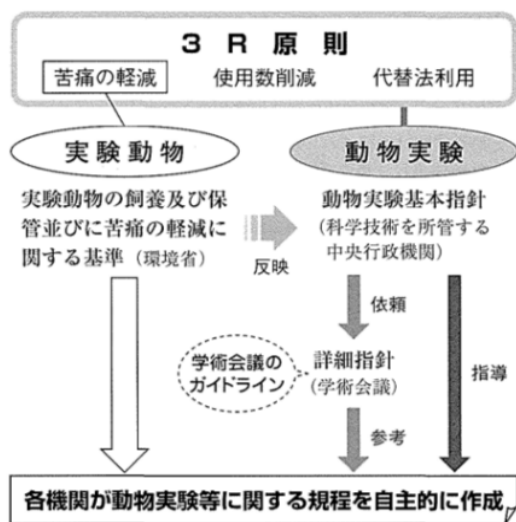 3R原則
苦痛の軽減 使用数削減 代替法利用
実験動物
動物実験
実験動物の飼養及び保
管並びに苦痛の軽減に
関する基準（環境省）
反映
動物実験基本指針
(科学技術を所管する
中央行政機関)
依頼
学術会議の
ガイドライン
詳細指針
(学術会議)
指導
参考
各機関が動物実験等に関する規程を自主的に作成